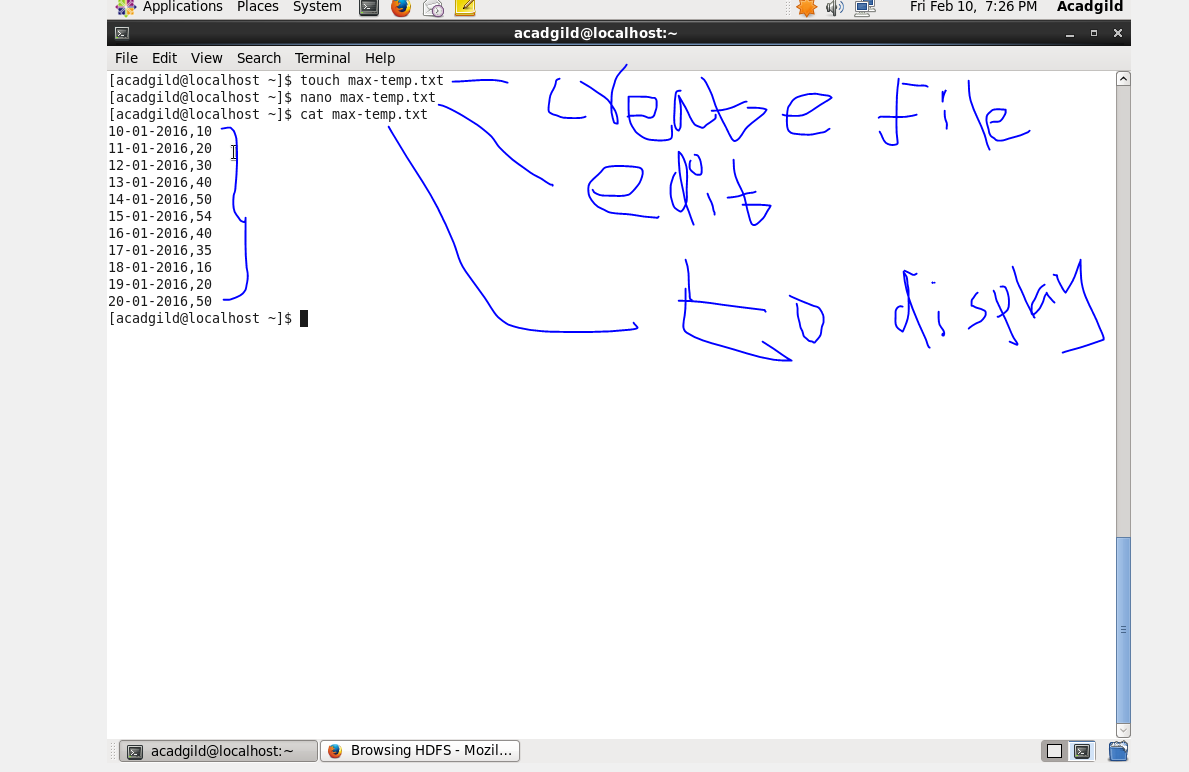 Applications Places System Fri Feb 10, 7:26 PM Acadgild
acadgild@localhost:~
File Edit View Search Terminal Help
[acadgild@localhost ~]$ touch max-temp.txt
create file
[acadgild@localhost ~]$ nano max-temp.txt
edit
[acadgild@localhost ~]$ cat max-temp.txt
to display
10-01-2016,10
11-01-2016,20
12-01-2016,30
13-01-2016,40
14-01-2016,50
15-01-2016,54
16-01-2016,40
17-01-2016,35
18-01-2016,16
19-01-2016,20
20-01-2016,50
[acadgild@localhost ~]$
acadgild@localhost:~ Browsing HDFS - Mozil...